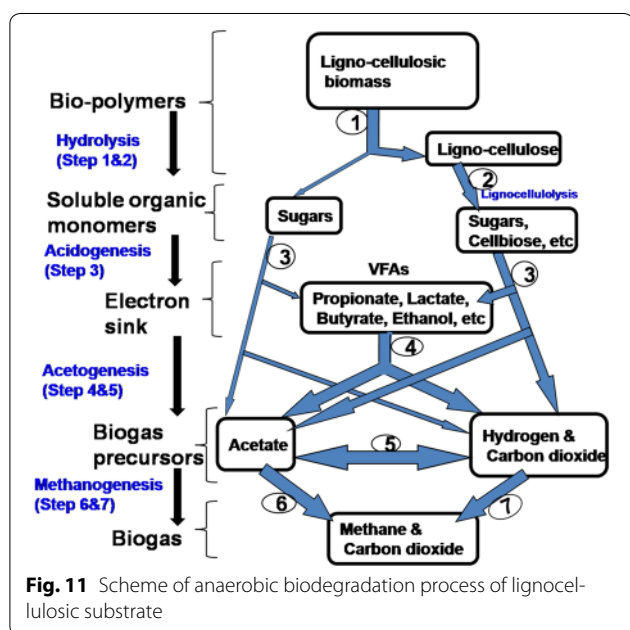 Ligno-cellulosic
biomass
Bio-polymers
1
Hydrolysis
(Step 1&2)
Ligno-cellulose
2
Lignocellulolysis
Soluble organic
monomers
Sugars
Sugars,
Cellbiose, etc
Acidogenesis
(Step 3)
3
VFAs
3
Electron
sink
Propionate, Lactate,
Butyrate, Ethanol, etc
4
Acetogenesis
(Step 4&5)
Biogas
precursors
Acetate
5
Hydrogen &
Carbon dioxide
Methanogenesis
(Step 6&7)
6
7
Biogas
Methane &
Carbon dioxide
Fig. 11 Scheme of anaerobic biodegradation process of lignocel-
lulosic substrate